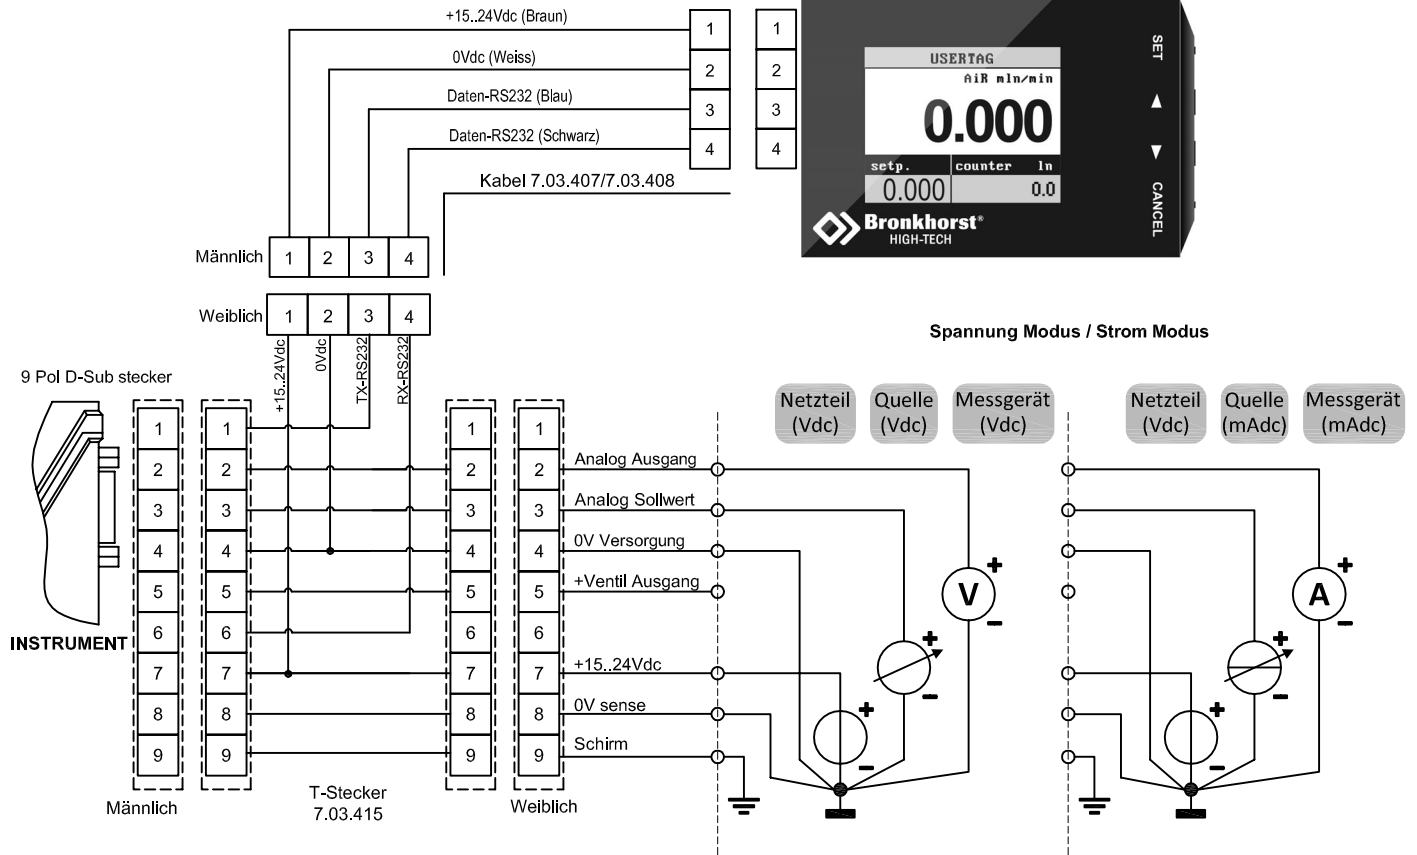 +15..24Vdc (Braun)
0Vdc (Weiss)
Daten-RS232 (Blau)
Daten-RS232 (Schwarz)
Kabel 7.03.407/7.03.408
1
2
3
4
1
2
3
4
USERTAG
AiR mln/min
0.000
setp.
counter ln
0.000
0.0
Bronkhorst®
HIGH-TECH
SET
CANCEL
Männlich 1 2 3 4
Weiblich 1 2 3 4
+15..24Vdc
0Vdc
TX-RS232
RX-RS232
9 Pol D-Sub stecker
INSTRUMENT
1
2
3
4
5
6
7
8
9
Männlich
1
2
3
4
5
6
7
8
9
T-Stecker
7.03.415
1
2
3
4
5
6
7
8
9
1
2
3
4
5
6
7
8
9
Weiblich
Analog Ausgang
Analog Sollwert
0V Versorgung
+Ventil Ausgang
+15..24Vdc
0V sense
Schirm
Spannung Modus / Strom Modus
Netzteil
(Vdc)
Quelle
(Vdc)
Messgerät
(Vdc)
V
+
−
+
−
+
−
Netzteil
(Vdc)
Quelle
(mAdc)
Messgerät
(mAdc)
A
+
−
+
−
+
−